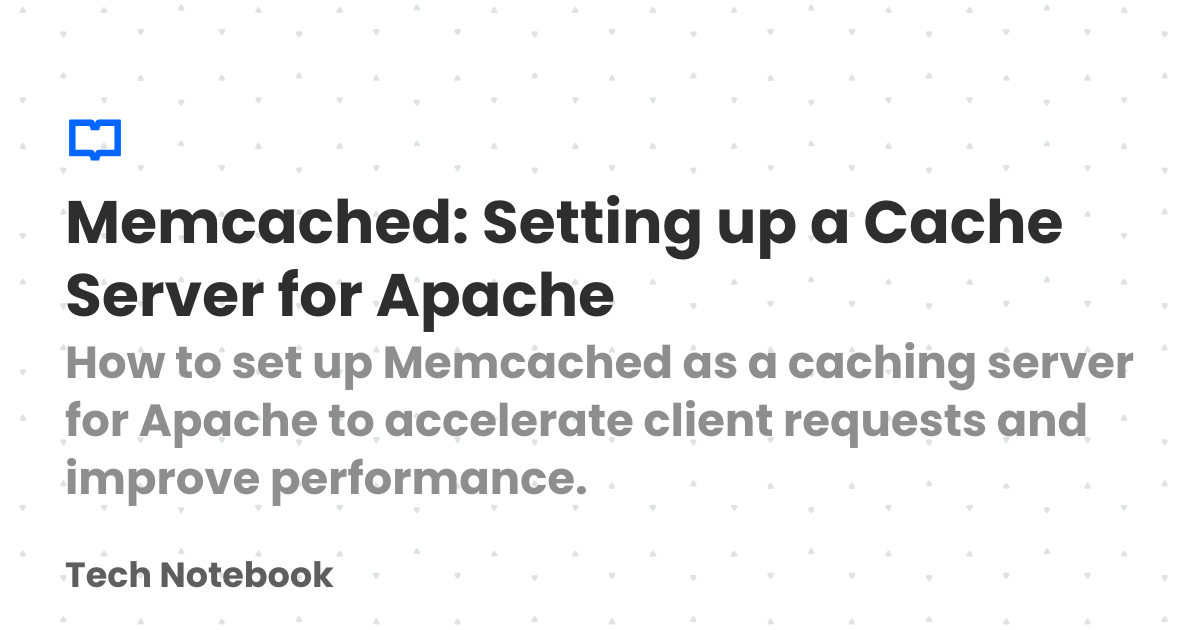 Memcached: Setting up a Cache
Server for Apache
How to set up Memcached as a caching server
for Apache to accelerate client requests and
improve performance.
Tech Notebook